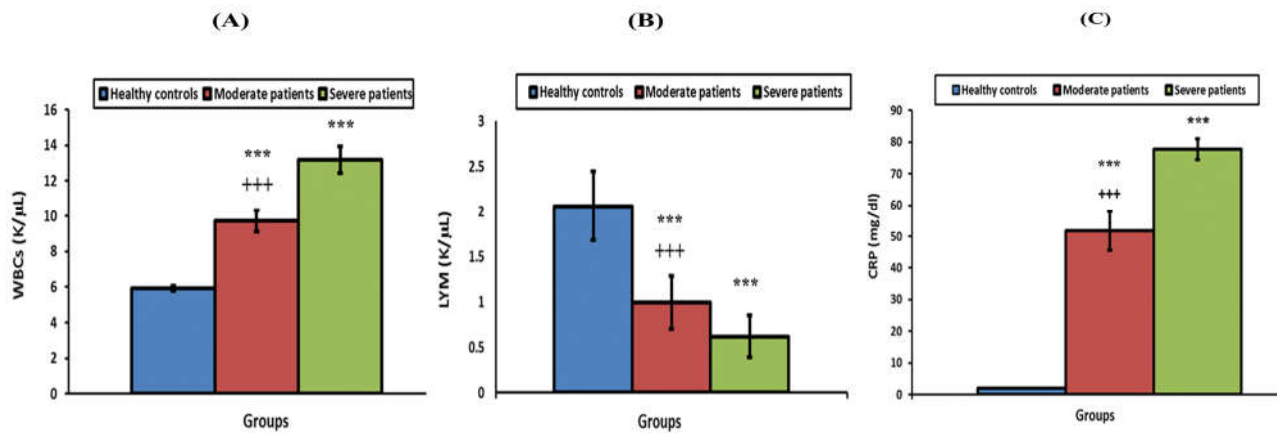 (A)
Healthy controls Moderate patients Severe patients
WBCs (K/µL)
16
14
12
10
8
6
4
2
0
***
+++
***
Groups
(B)
Healthy controls Moderate patients Severe patients
LYM (K/µL)
3
2.5
2
1.5
1
0.5
0
***
+++
***
Groups
(C)
Healthy controls Moderate patients Severe patients
CRP (mg/dl)
90
80
70
60
50
40
30
20
10
0
***
+++
***
Groups